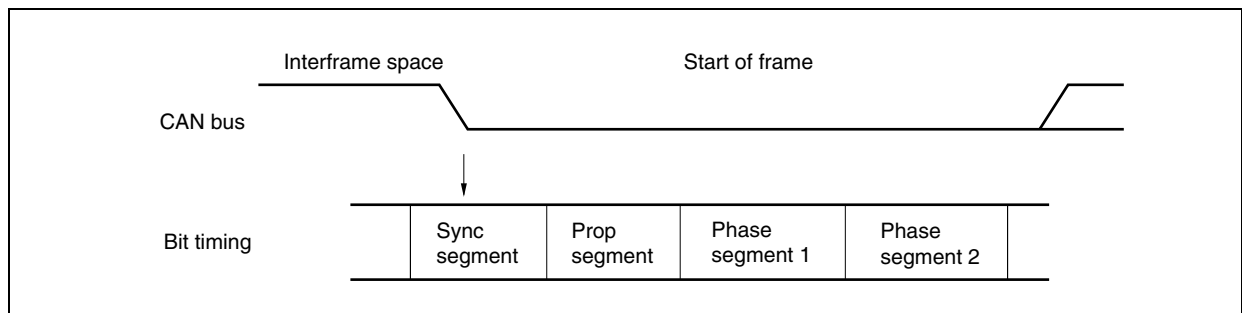 Interframe space
Start of frame
CAN bus
Bit timing
Sync
segment
Prop
segment
Phase
segment 1
Phase
segment 2